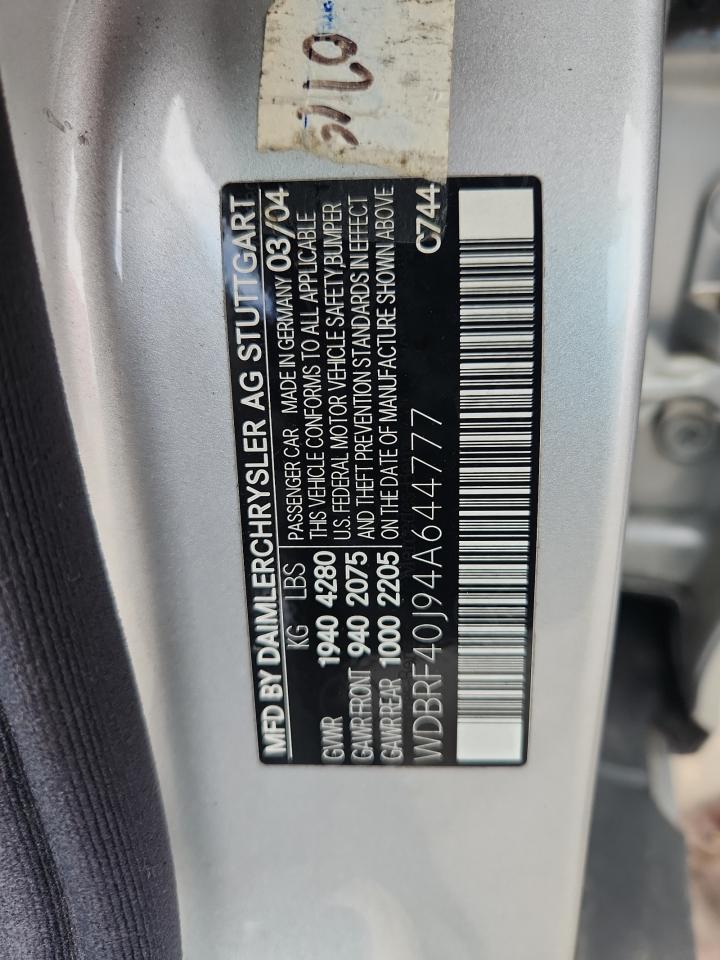 MFD BY DAIMLERCHRYSLER AG STUTTGART
KG LBS PASSENGER CAR MADE IN GERMANY 03/04
GVWR 1940 4280 THIS VEHICLE CONFORMS TO ALL APPLICABLE
U.S. FEDERAL MOTOR VEHICLE SAFETY, BUMPER
GAWR FRONT 940 2075 AND THEFT PREVENTION STANDARDS IN EFFECT
GAWR REAR 1000 2205 ON THE DATE OF MANUFACTURE SHOWN ABOVE
WDBRF40J94A644777 C744